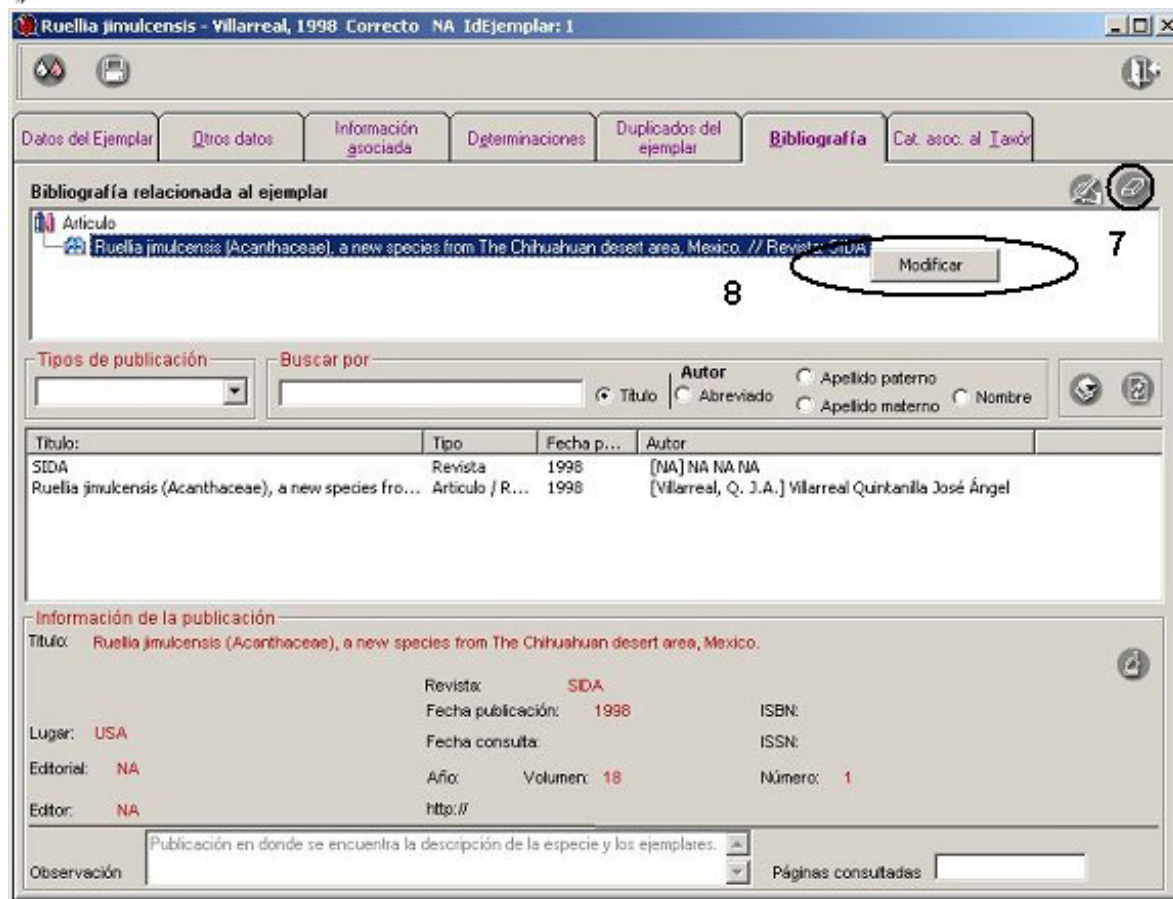 Ruellia jimulcensis - Villarreal, 1998 Correcto NA IdEjemplar: 1
Datos del Ejemplar
Otros datos
Información asociada
Determinaciones
Duplicados del ejemplar
Bibliografía
Cat. asoc. al Taxón
Bibliografía relacionada al ejemplar
7
Articulo
Ruellia jimulcensis (Acanthaceae), a new species from The Chihuahuan desert area, Mexico. // Revista: SIDA
Modificar
8
Tipos de publicación
Buscar por
Título
Autor
Abreviado
Apellido paterno
Apellido materno
Nombre
Título: Tipo Fecha p... Autor
SIDA Revista 1998 [NA] NA NA NA
Ruellia jimulcensis (Acanthaceae), a new species fro... Articulo / R... 1998 [Villarreal, Q. J.A.] Villarreal Quintanilla José Ángel
Información de la publicación
Título: Ruellia jimulcensis (Acanthaceae), a new species from The Chihuahuan desert area, Mexico.
Revista: SIDA
Fecha publicación: 1998 ISBN:
Lugar: USA
Fecha consulta: ISSN:
Editorial: NA
Año: Volumen: 18 Número: 1
Editor: NA http://
Publicación en donde se encuentra la descripción de la especie y los ejemplares.
Observación Páginas consultadas